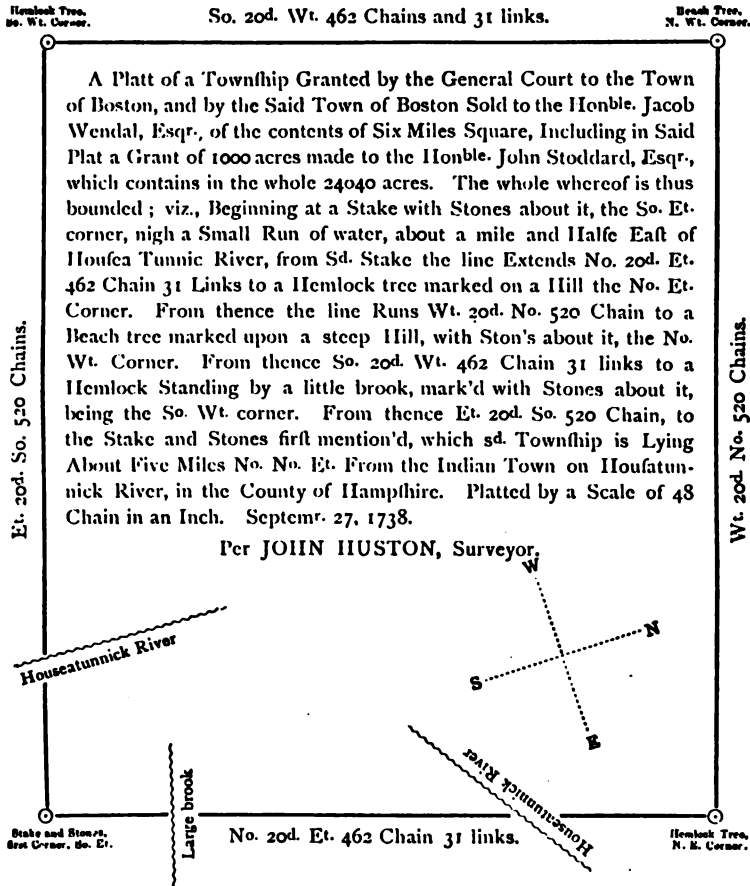 Hemlock Tree,
So. Wt. Corner.
So. 20d. Wt. 462 Chains and 31 links.
Beach Tree,
N. Wt. Corner.
A Platt of a Townſhip Granted by the General Court to the Town
of Boston, and by the Said Town of Boston Sold to the Honble. Jacob
Wendal, Esqr., of the contents of Six Miles Square, Including in Said
Plat a Grant of 1000 acres made to the Honble. John Stoddard, Esqr.,
which contains in the whole 24040 acres. The whole whereof is thus
bounded ; viz., Beginning at a Stake with Stones about it, the So. Et.
corner, nigh a Small Run of water, about a mile and Halfe Eaſt of
Houſea Tunnic River, from Sd. Stake the line Extends No. 20d. Et.
462 Chain 31 Links to a Hemlock tree marked on a Hill the No. Et.
Corner. From thence the line Runs Wt. 20d. No. 520 Chain to a
Beach tree marked upon a steep Hill, with Ston's about it, the No.
Wt. Corner. From thence So. 20d. Wt. 462 Chain 31 links to a
Hemlock Standing by a little brook, mark'd with Stones about it,
being the So. Wt. corner. From thence Et. 20d. So. 520 Chain, to
the Stake and Stones firſt mention'd, which sd. Townſhip is Lying
About Five Miles No. No. Et. From the Indian Town on Houſatun-
nick River, in the County of Hampſhire. Platted by a Scale of 48
Chain in an Inch. Septemr. 27, 1738.
Per JOHN HUSTON, Surveyor.
Et. 20d. So. 520 Chains.
Wt. 20d. No. 520 Chains.
W
N
S
E
Houseatunnick River
Large brook
Houseatunnick River
Stake and Stones,
first Corner, So. Et.
No. 20d. Et. 462 Chain 31 links.
Hemlock Tree,
N. E. Corner.